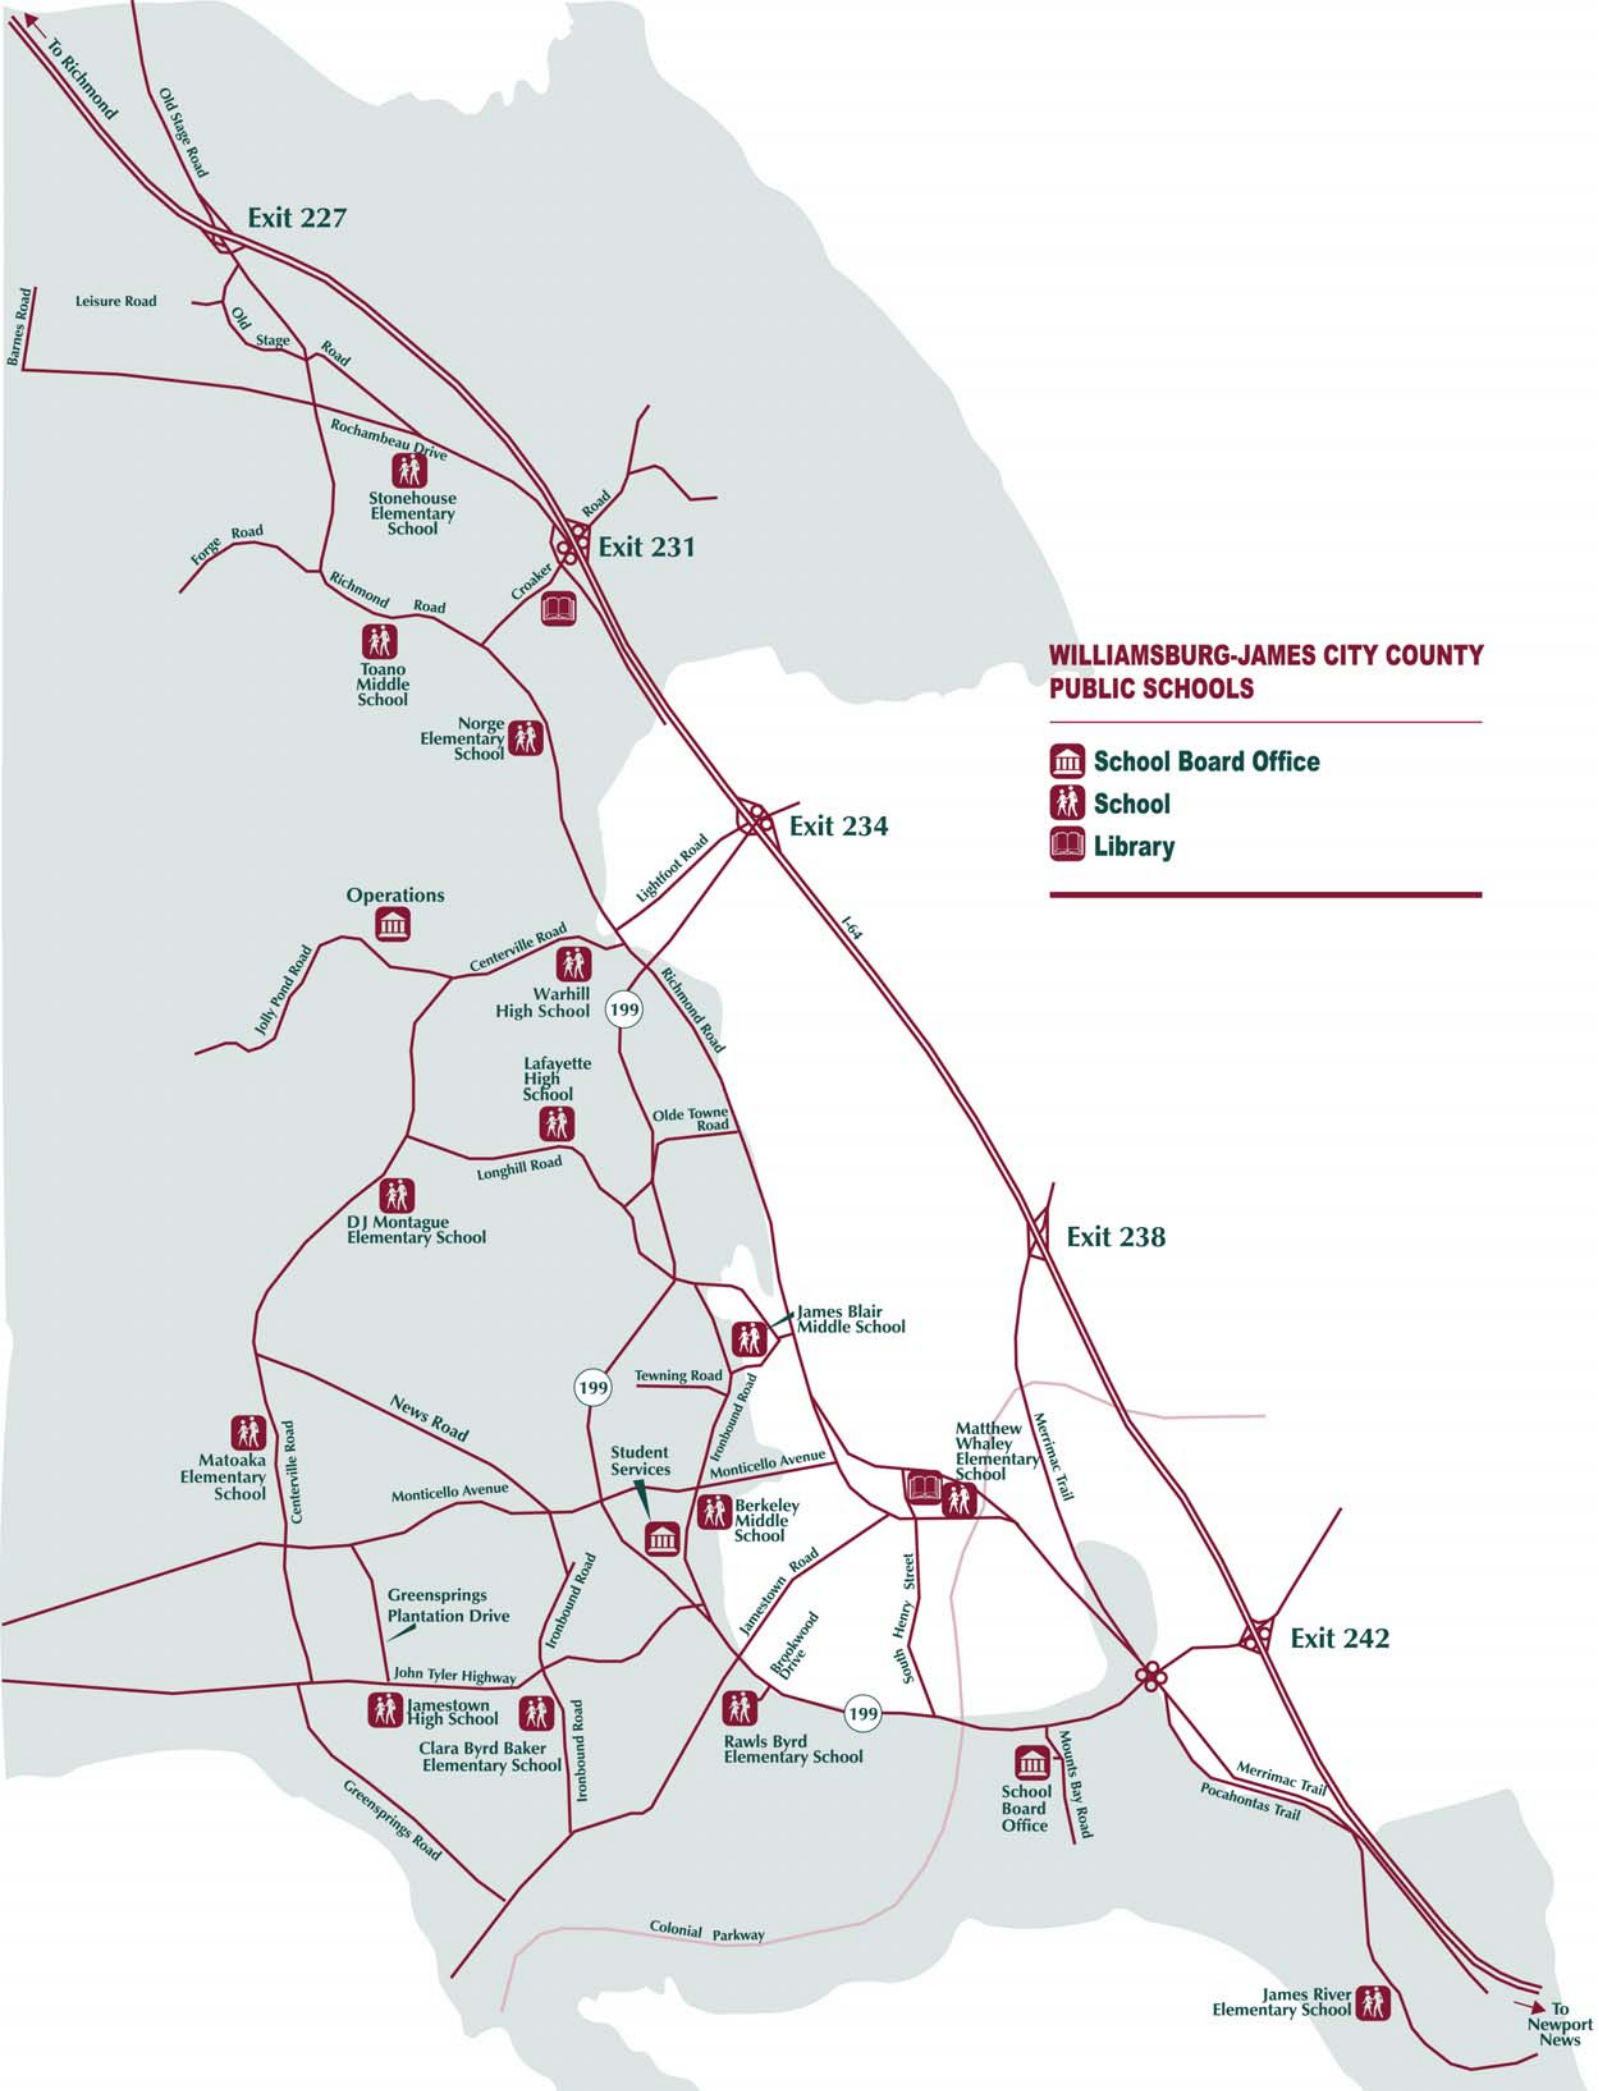 To Richmond
Old Stage Road
Exit 227
Barnes Road
Leisure Road
Old
Stage
Road
Rochambeau Drive
Stonehouse
Elementary
School
Road
Exit 231
Forge Road
Croaker
Richmond Road
Toano
Middle
School
WILLIAMSBURG-JAMES CITY COUNTY
PUBLIC SCHOOLS
Norge
Elementary
School
School Board Office
School
Library
Exit 234
Lightfoot Road
Operations
I-64
Centerville Road
Jolly Pond Road
Warhill
High School
199
Richmond Road
Lafayette
High
School
Olde Towne
Road
Longhill Road
DJ Montague
Elementary School
Exit 238
James Blair
Middle School
Tewning Road
199
Ironbound Road
News Road
Merrimac Trail
Matthew
Whaley
Elementary
School
Matoaka
Elementary
School
Centerville Road
Student
Services
Monticello Avenue
Monticello Avenue
Berkeley
Middle
School
Greensprings
Plantation Drive
Ironbound Road
Jamestown Road
South Henry Street
Brookwood
Drive
Exit 242
John Tyler Highway
Jamestown
High School
Clara Byrd Baker
Elementary School
Ironbound Road
199
Rawls Byrd
Elementary School
School
Board
Office
Mounts Bay Road
Merrimac Trail
Pocahontas Trail
Greensprings Road
Colonial Parkway
James River
Elementary School
To
Newport
News